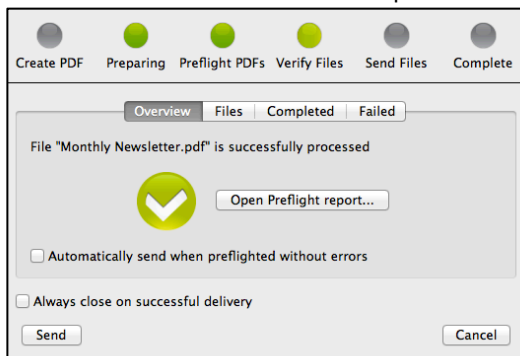 Create PDF Preparing Preflight PDFs Verify Files Send Files Complete
Overview Files Completed Failed
File "Monthly Newsletter.pdf" is successfully processed
Open Preflight report...
Automatically send when preflighted without errors
Always close on successful delivery
Send Cancel